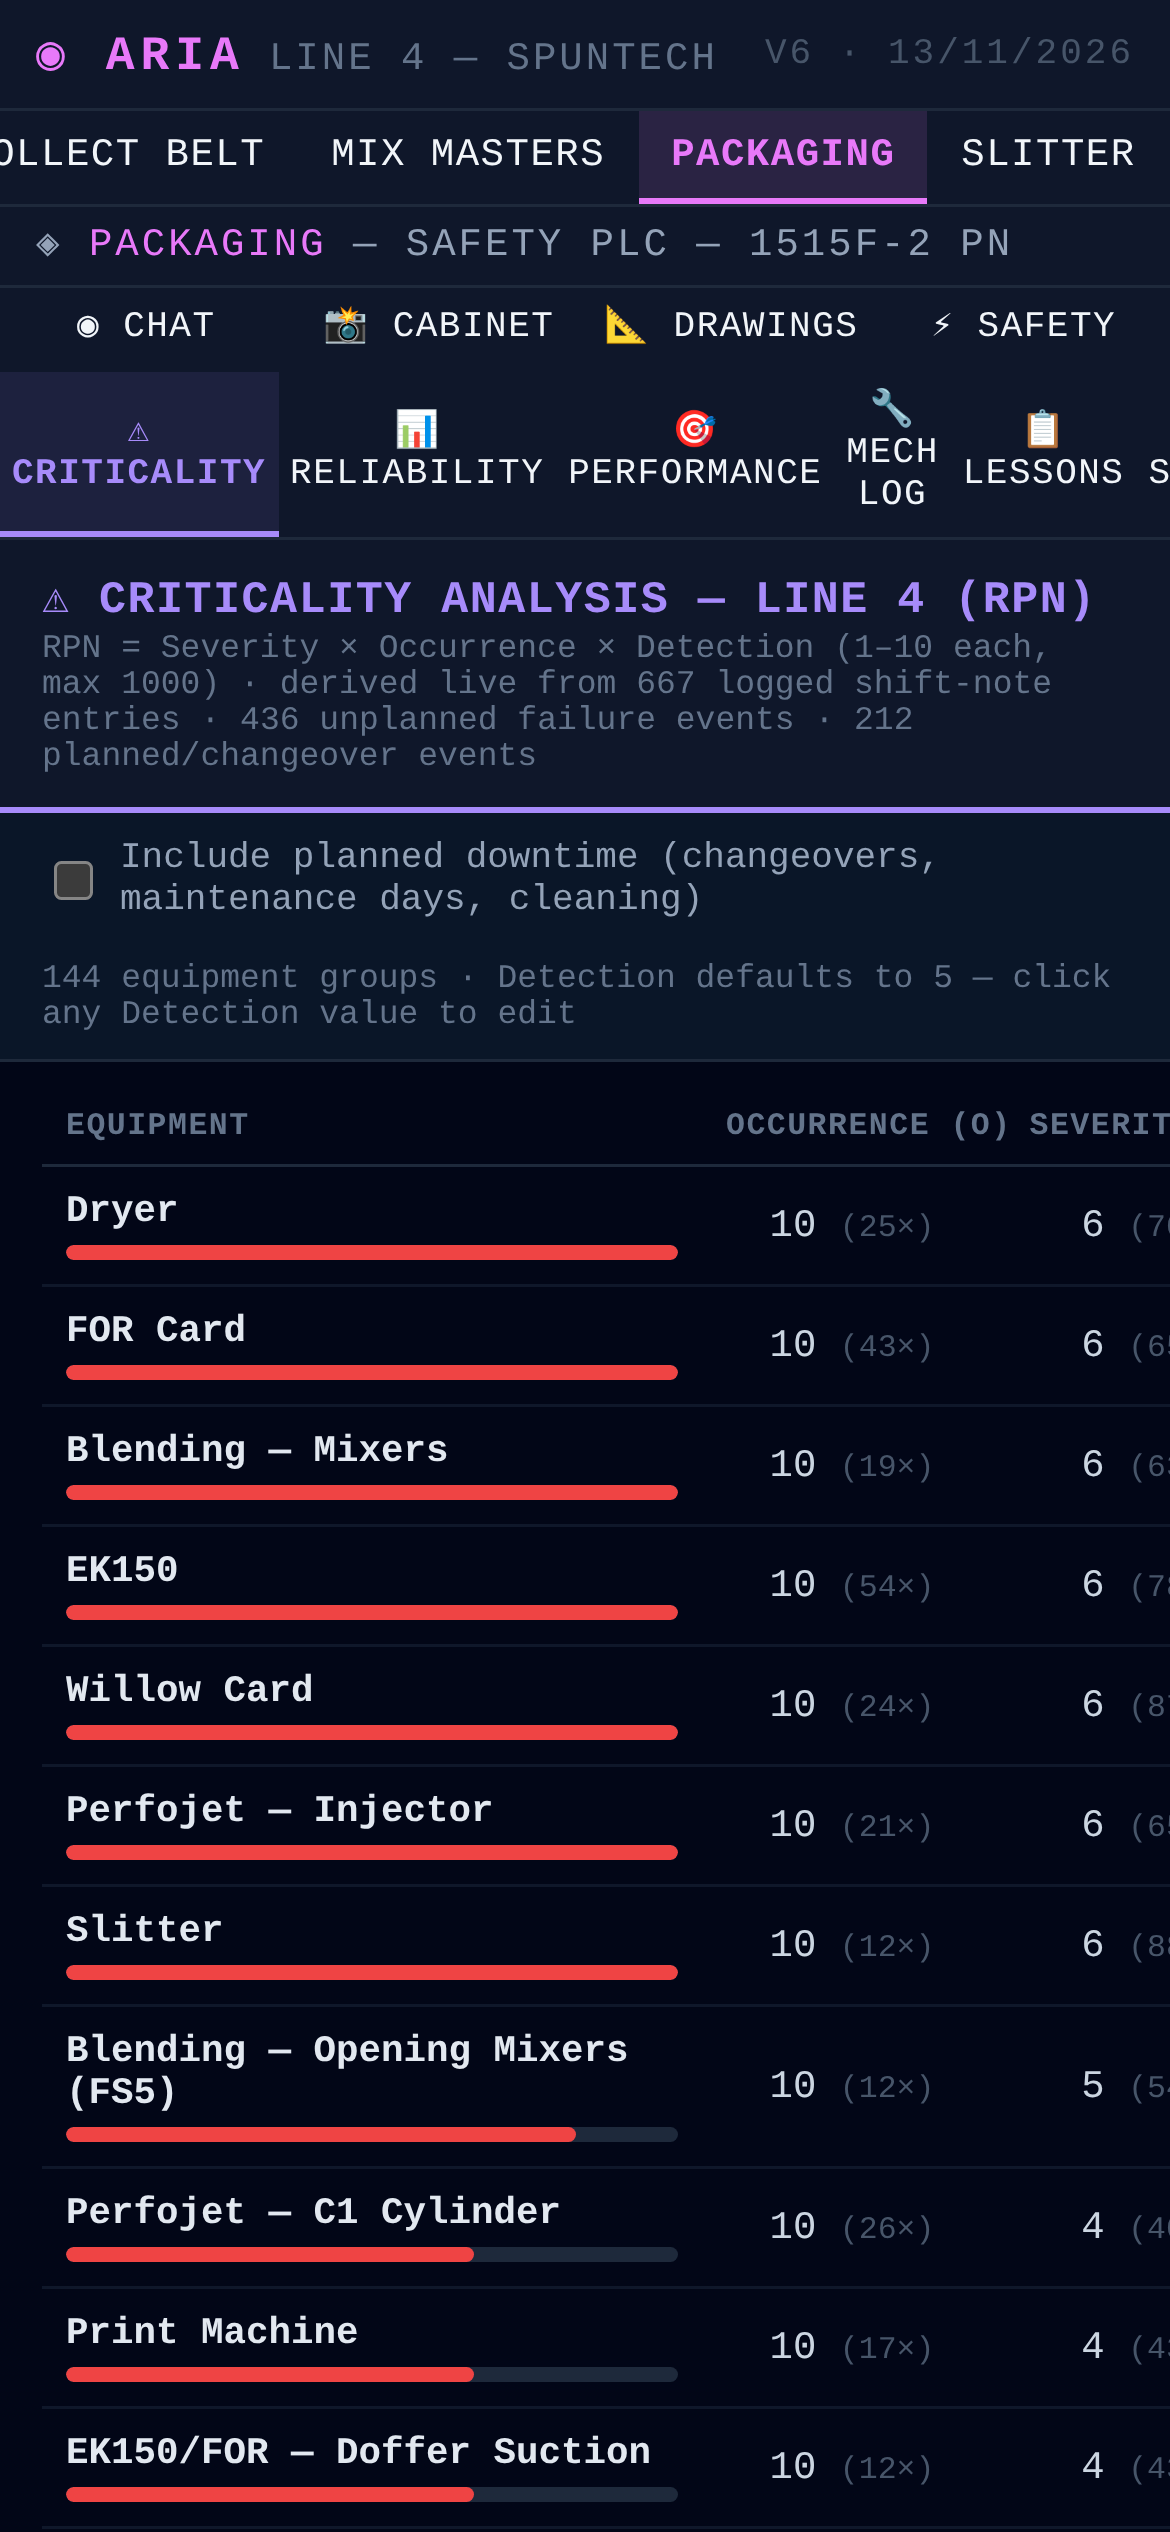 ◉ ARIA LINE 4 — SPUNTECH V6 · 13/11/2026
OLLECT BELT MIX MASTERS PACKAGING SLITTER
◈ PACKAGING — SAFETY PLC — 1515F-2 PN
◉ CHAT 📸 CABINET 📐 DRAWINGS ⚡ SAFETY
⚠ CRITICALITY 📊 RELIABILITY 🎯 PERFORMANCE 🔧 MECH LOG 📋 LESSONS S
⚠ CRITICALITY ANALYSIS — LINE 4 (RPN)
RPN = Severity × Occurrence × Detection (1–10 each,
max 1000) · derived live from 667 logged shift-note
entries · 436 unplanned failure events · 212
planned/changeover events
Include planned downtime (changeovers,
maintenance days, cleaning)
144 equipment groups · Detection defaults to 5 — click
any Detection value to edit
EQUIPMENT OCCURRENCE (O) SEVERIT
Dryer 10 (25×) 6
FOR Card 10 (43×) 6
Blending — Mixers 10 (19×) 6
EK150 10 (54×) 6
Willow Card 10 (24×) 6
Perfojet — Injector 10 (21×) 6
Slitter 10 (12×) 6
Blending — Opening Mixers
(FS5) 10 (12×) 5
Perfojet — C1 Cylinder 10 (26×) 4
Print Machine 10 (17×) 4
EK150/FOR — Doffer Suction 10 (12×) 4